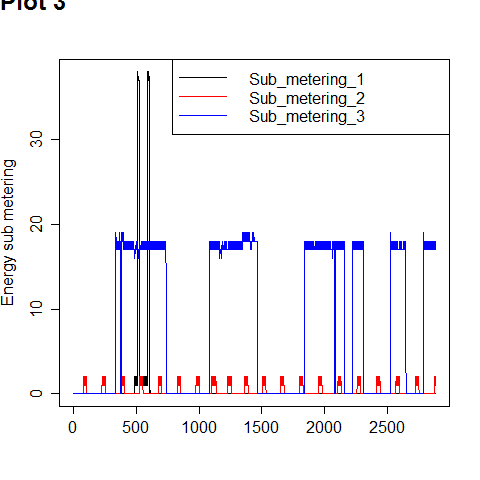 Plot 3
Energy sub metering
0
10
20
30
Sub_metering_1
Sub_metering_2
Sub_metering_3
0 500 1000 1500 2000 2500